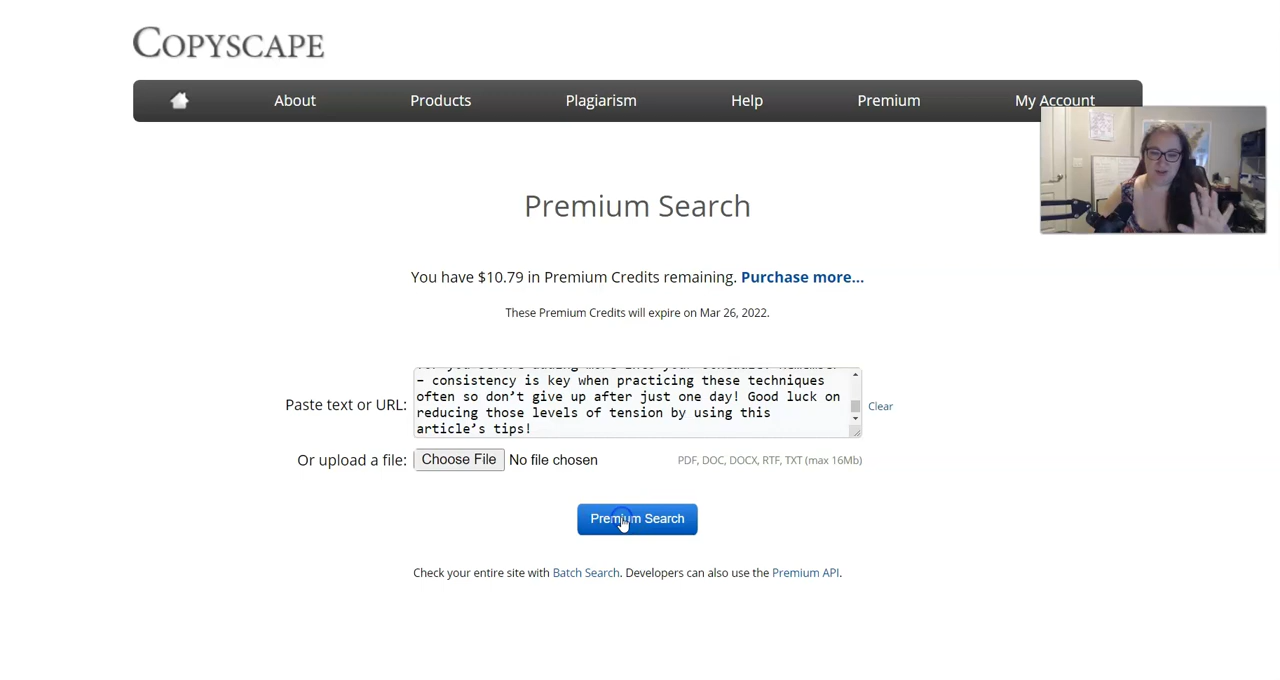 COPYSCAPE
About Products Plagiarism Help Premium My Account
Premium Search
You have $10.79 in Premium Credits remaining. Purchase more...
These Premium Credits will expire on Mar 26, 2022.
Paste text or URL:
– consistency is key when practicing these techniques
often so don’t give up after just one day! Good luck on
reducing those levels of tension by using this
article’s tips!
Clear
Or upload a file: Choose File No file chosen PDF, DOC, DOCX, RTF, TXT (max 16Mb)
Premium Search
Check your entire site with Batch Search. Developers can also use the Premium API.